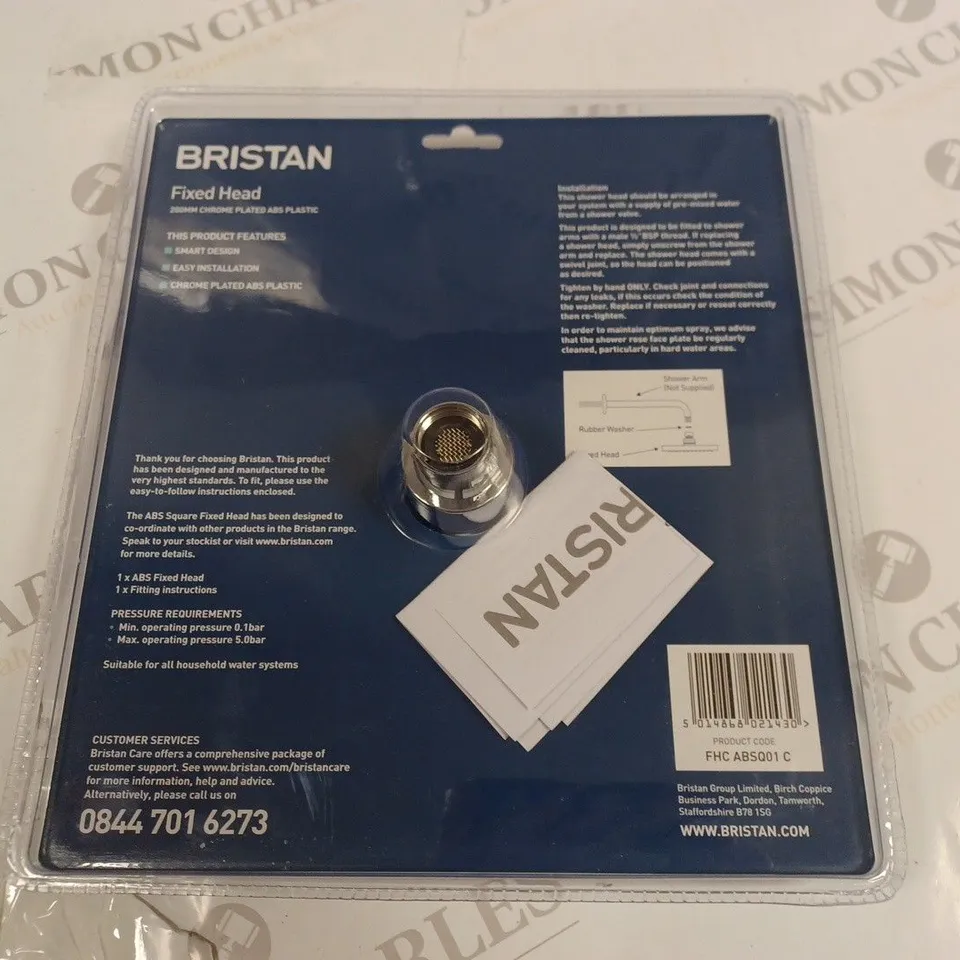 BRISTAN
Fixed Head
200MM CHROME PLATED ABS PLASTIC
THIS PRODUCT FEATURES
SMART DESIGN
EASY INSTALLATION
CHROME PLATED ABS PLASTIC
Installation
This shower head should be arranged in
your system with a supply of pre-mixed water
from a shower valve.
This product is designed to be fitted to shower
arms with a male ½" BSP thread. If replacing
a shower head, simply unscrew from the shower
arm and replace. The shower head comes with a
swivel joint, so the head can be positioned
as desired.
Tighten by hand ONLY. Check joint and connections
for any leaks, if this occurs check the condition of
the washer. Replace if necessary or reseat correctly
then re-tighten.
In order to maintain optimum spray, we advise
that the shower rose face plate be regularly
cleaned, particularly in hard water areas.
Shower Arm
(Not Supplied)
Rubber Washer
Head
Thank you for choosing Bristan. This product
has been designed and manufactured to the
very highest standards. To fit, please use the
easy-to-follow instructions enclosed.
The ABS Square Fixed Head has been designed to
co-ordinate with other products in the Bristan range.
Speak to your stockist or visit www.bristan.com
for more details.
1 x ABS Fixed Head
1 x Fitting instructions
PRESSURE REQUIREMENTS
• Min. operating pressure 0.1bar
• Max. operating pressure 5.0bar
Suitable for all household water systems
RISTAN
CUSTOMER SERVICES
Bristan Care offers a comprehensive package of
customer support. See www.bristan.com/bristancare
for more information, help and advice.
Alternatively, please call us on
0844 701 6273
5 014868 021430 >
PRODUCT CODE
FHC ABSQ01 C
Bristan Group Limited, Birch Coppice
Business Park, Dordon, Tamworth,
Staffordshire B78 1SG
WWW.BRISTAN.COM
SIMON CHAR